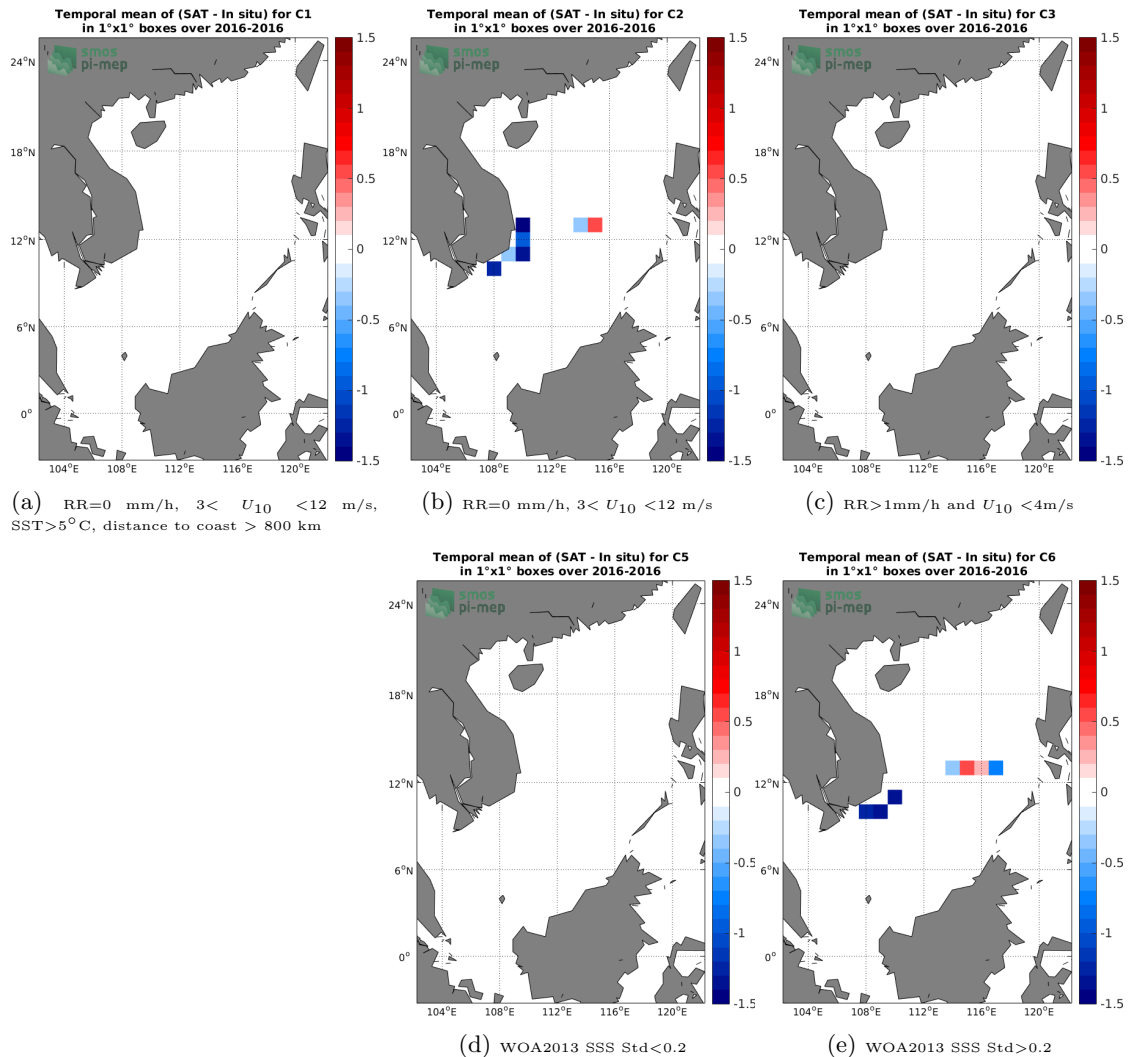 Temporal mean of (SAT - In situ) for C1
in 1°x1° boxes over 2016-2016
smos
pi-mep
24°N
18°N
12°N
6°N
0°
104°
108°
112°
116°
120°
1.5
1
0.5
0
-0.5
-1
-1.5
(a) RR=0 mm/h, 3< U10 <12 m/s,
SST>5°C, distance to coast > 800 km
Temporal mean of (SAT - In situ) for C2
in 1°x1° boxes over 2016-2016
smos
pi-mep
24°N
18°N
12°N
6°N
0°
104°
108°
112°
116°
120°
1.5
1
0.5
0
-0.5
-1
-1.5
(b) RR=0 mm/h, 3< U10 <12 m/s
Temporal mean of (SAT - In situ) for C3
in 1°x1° boxes over 2016-2016
smos
pi-mep
24°N
18°N
12°N
6°N
0°
104°
108°
112°
116°
120°
1.5
1
0.5
0
-0.5
-1
-1.5
(c) RR>1mm/h and U10 <4m/s
Temporal mean of (SAT - In situ) for C5
in 1°x1° boxes over 2016-2016
smos
pi-mep
24°N
18°N
12°N
6°N
0°
104°
108°
112°
116°
120°
1.5
1
0.5
0
-0.5
-1
-1.5
(d) WOA2013 SSS Std<0.2
Temporal mean of (SAT - In situ) for C6
in 1°x1° boxes over 2016-2016
smos
pi-mep
24°N
18°N
12°N
6°N
0°
104°
108°
112°
116°
120°
1.5
1
0.5
0
-0.5
-1
-1.5
(e) WOA2013 SSS Std>0.2